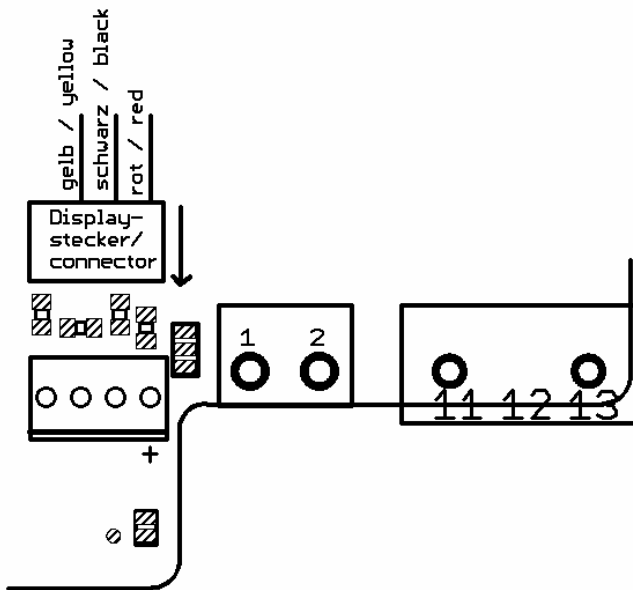 gelb / yellow
schwarz / black
rot / red
Display-
stecker/
connector
1 2
11 12 13
+